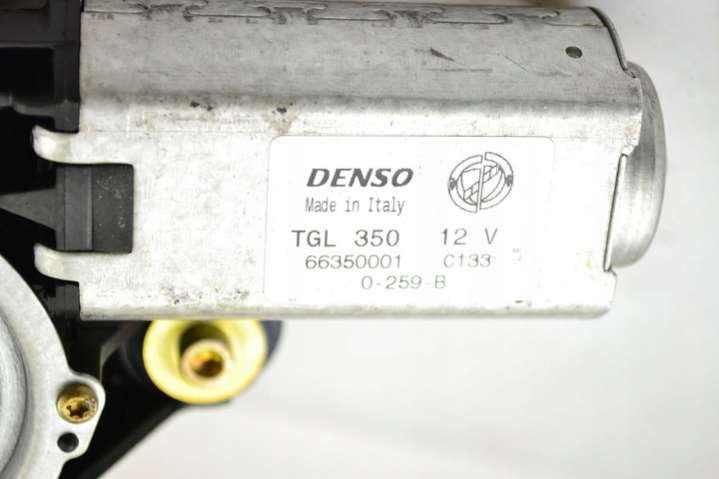 DENSO
Made in Italy
TGL 350 12 V
66350001 C133
0-259-B